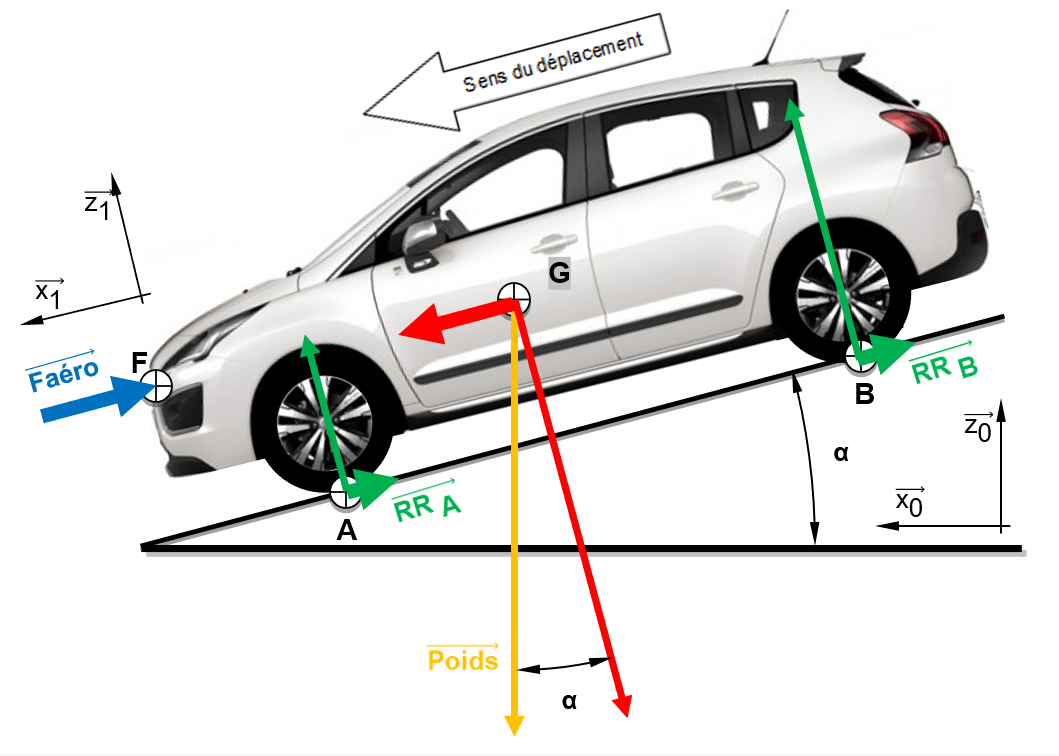 Sens du déplacement
z₁
x₁
G
F
Faéro
RR B
B
z₀
α
x₀
RR A
A
Poids
α